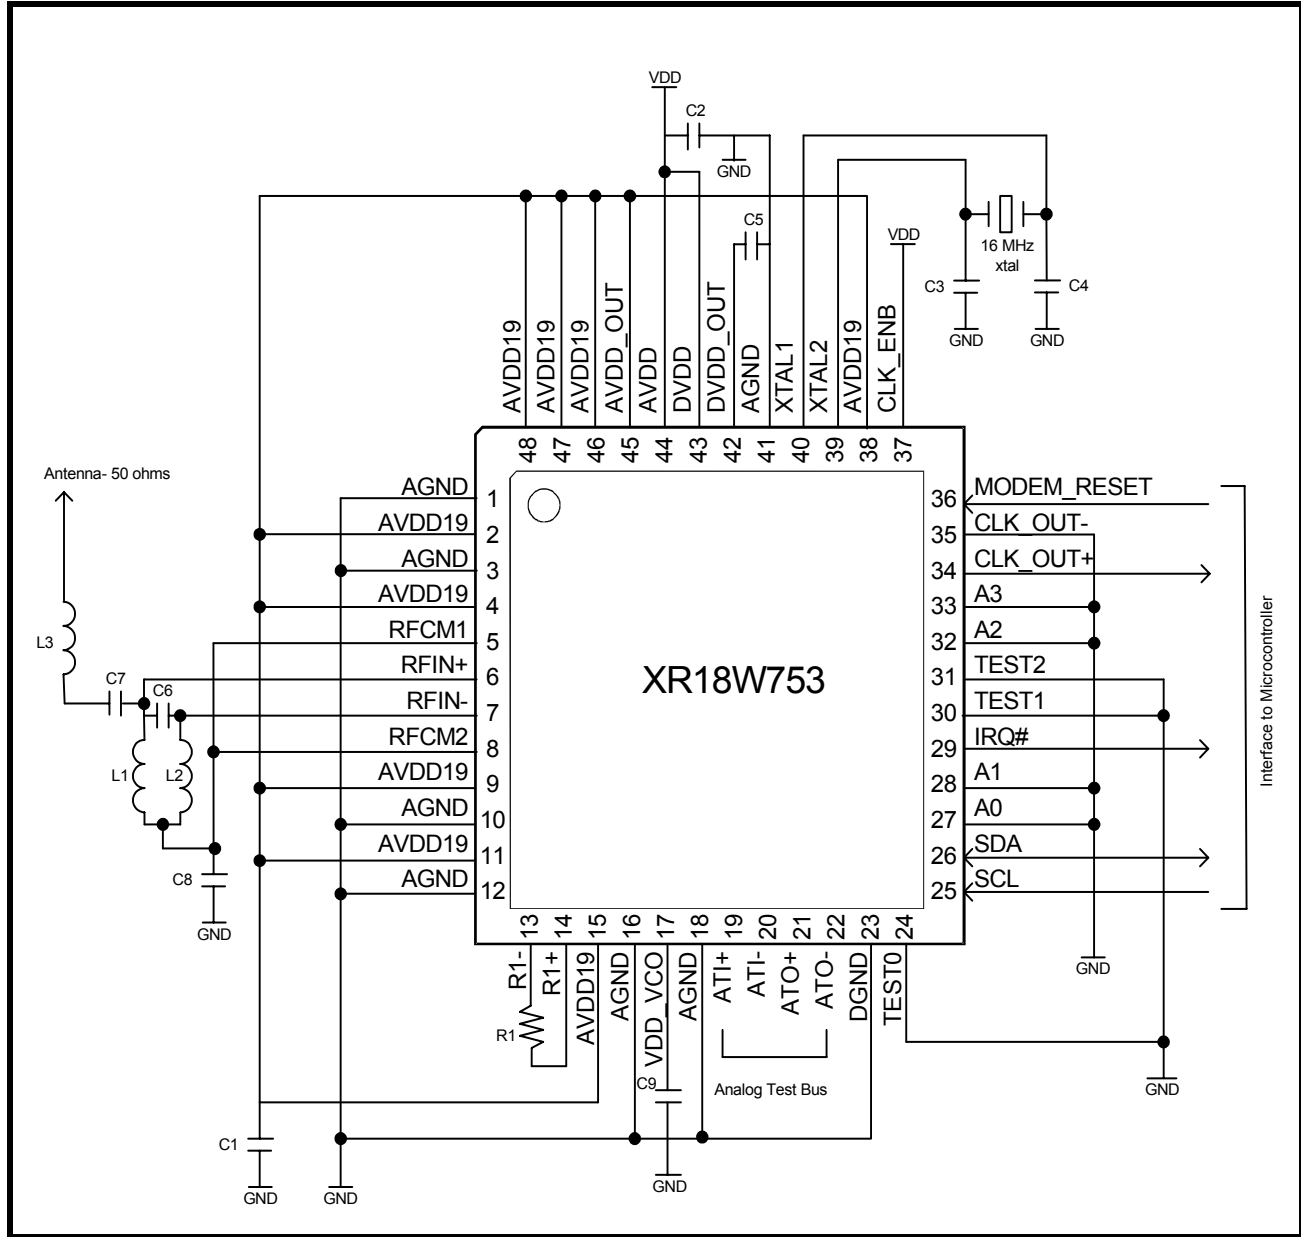 VDD
C2
GND
C5
VDD
16 MHz
xtal
C3
C4
GND
GND
AVDD19
AVDD19
AVDD19
AVDD_OUT
AVDD
DVDD
DVDD_OUT
AGND
XTAL1
XTAL2
AVDD19
CLK_ENB
48
47
46
45
44
43
42
41
40
39
38
37
Antenna- 50 ohms
L3
C7
C6
L1
L2
C8
GND
AGND 1
AVDD19 2
AGND 3
AVDD19 4
RFCM1 5
RFIN+ 6
RFIN- 7
RFCM2 8
AVDD19 9
AGND 10
AVDD19 11
AGND 12
XR18W753
36 MODEM_RESET
35 CLK_OUT-
34 CLK_OUT+
33 A3
32 A2
31 TEST2
30 TEST1
29 IRQ#
28 A1
27 A0
26 SDA
25 SCL
Interface to Microcontroller
GND
13
14
15
16
17
18
19
20
21
22
23
24
R1-
R1+
AVDD19
AGND
VDD_VCO
AGND
ATI+
ATI-
ATO+
ATO-
DGND
TEST0
R1
C9
Analog Test Bus
GND
C1
GND
GND
GND